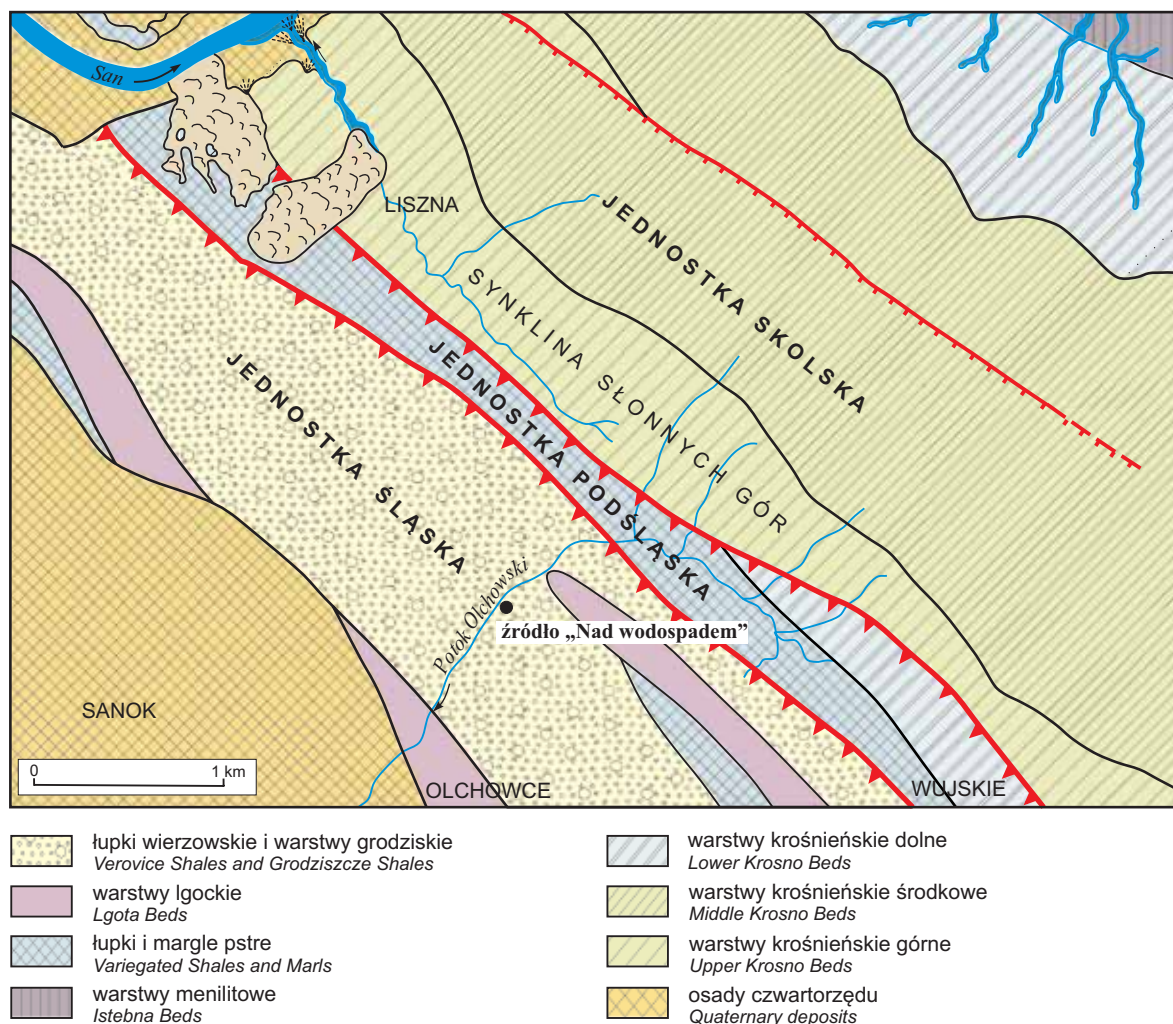 San
LISZNA
JEDNOSTKA SKOLSKA
SYNKLINA SŁONNYCH GÓR
JEDNOSTKA PODŚLĄSKA
JEDNOSTKA ŚLĄSKA
Potok Olchowski
źródło „Nad wodospadem”
SANOK
0 1 km
OLCHOWCE
WUJSKIE
łupki wierzowskie i warstwy grodziskie
Verovice Shales and Grodziszcze Shales
warstwy lgockie
Lgota Beds
łupki i margle pstre
Variegated Shales and Marls
warstwy menilitowe
Istebna Beds
warstwy krośnieńskie dolne
Lower Krosno Beds
warstwy krośnieńskie środkowe
Middle Krosno Beds
warstwy krośnieńskie górne
Upper Krosno Beds
osady czwartorzędu
Quaternary deposits